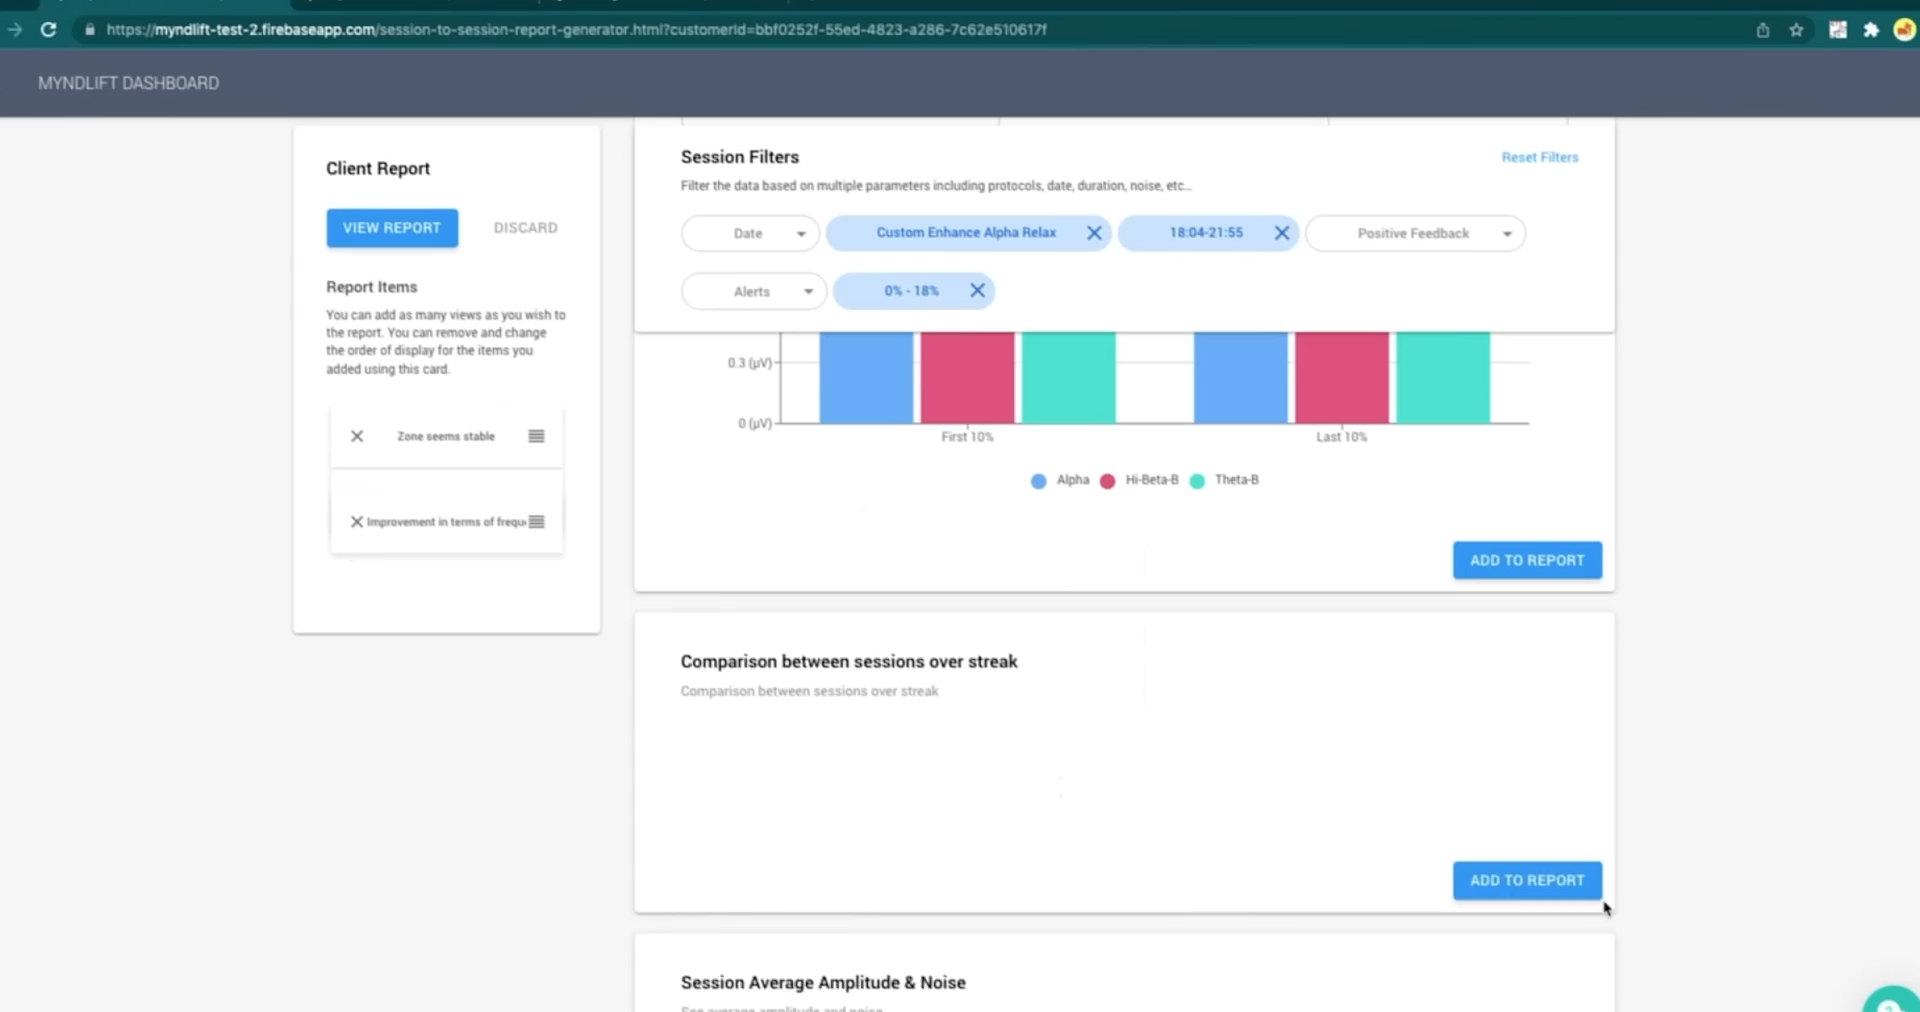 https://myndlift-test-2.firebaseapp.com/session-to-session-report-generator.html?customerId=bbf0252f-55ed-4823-a286-7c62e510617f
MYNDLIFT DASHBOARD
Client Report
VIEW REPORT
DISCARD
Report Items
You can add as many views as you wish to
the report. You can remove and change
the order of display for the items you
added using this card.
Zone seems stable
Improvement in terms of frequ
Session Filters
Reset Filters
Filter the data based on multiple parameters including protocols, date, duration, noise, etc...
Date
Custom Enhance Alpha Relax
18:04-21:55
Positive Feedback
Alerts
0% - 18%
0.3 (µV)
0 (µV)
First 10%
Last 10%
Alpha
Hi-Beta-B
Theta-B
ADD TO REPORT
Comparison between sessions over streak
Comparison between sessions over streak
ADD TO REPORT
Session Average Amplitude & Noise
See average amplitude and noise